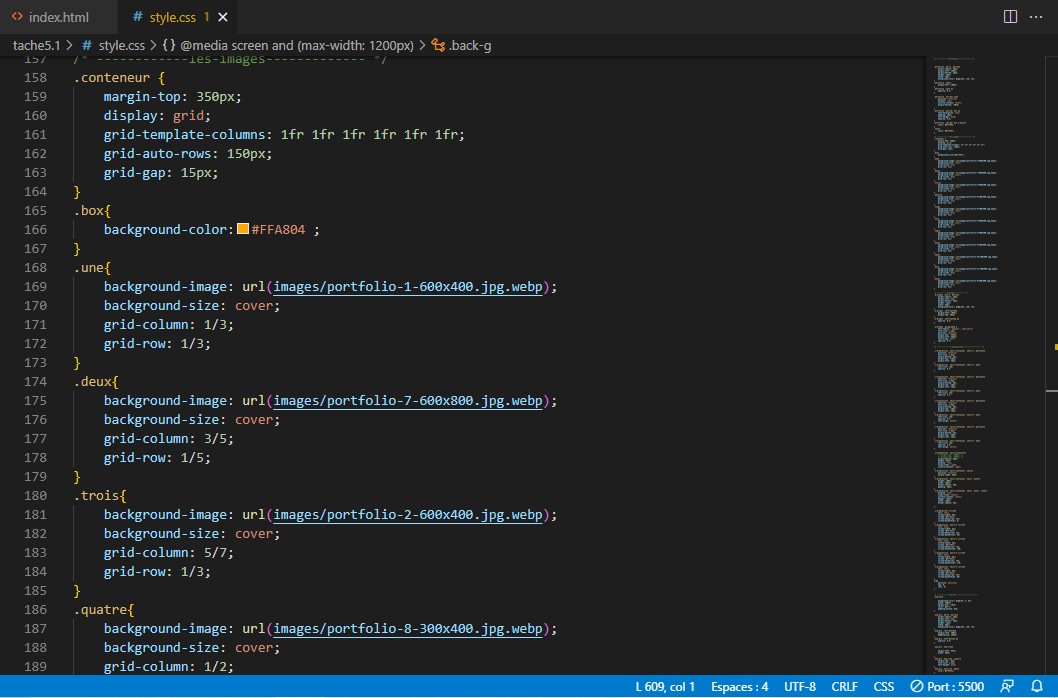 index.html
# style.css 1
tache5.1 > # style.css > {} @media screen and (max-width: 1200px) > .back-g
157 /* ------------les-images------------- */
158 .conteneur {
159 margin-top: 350px;
160 display: grid;
161 grid-template-columns: 1fr 1fr 1fr 1fr 1fr 1fr;
162 grid-auto-rows: 150px;
163 grid-gap: 15px;
164 }
165 .box{
166 background-color: #FFA804 ;
167 }
168 .une{
169 background-image: url(images/portfolio-1-600x400.jpg.webp);
170 background-size: cover;
171 grid-column: 1/3;
172 grid-row: 1/3;
173 }
174 .deux{
175 background-image: url(images/portfolio-7-600x800.jpg.webp);
176 background-size: cover;
177 grid-column: 3/5;
178 grid-row: 1/5;
179 }
180 .trois{
181 background-image: url(images/portfolio-2-600x400.jpg.webp);
182 background-size: cover;
183 grid-column: 5/7;
184 grid-row: 1/3;
185 }
186 .quatre{
187 background-image: url(images/portfolio-8-300x400.jpg.webp);
188 background-size: cover;
189 grid-column: 1/2;
L 609, col 1 Espaces : 4 UTF-8 CRLF CSS Port : 5500